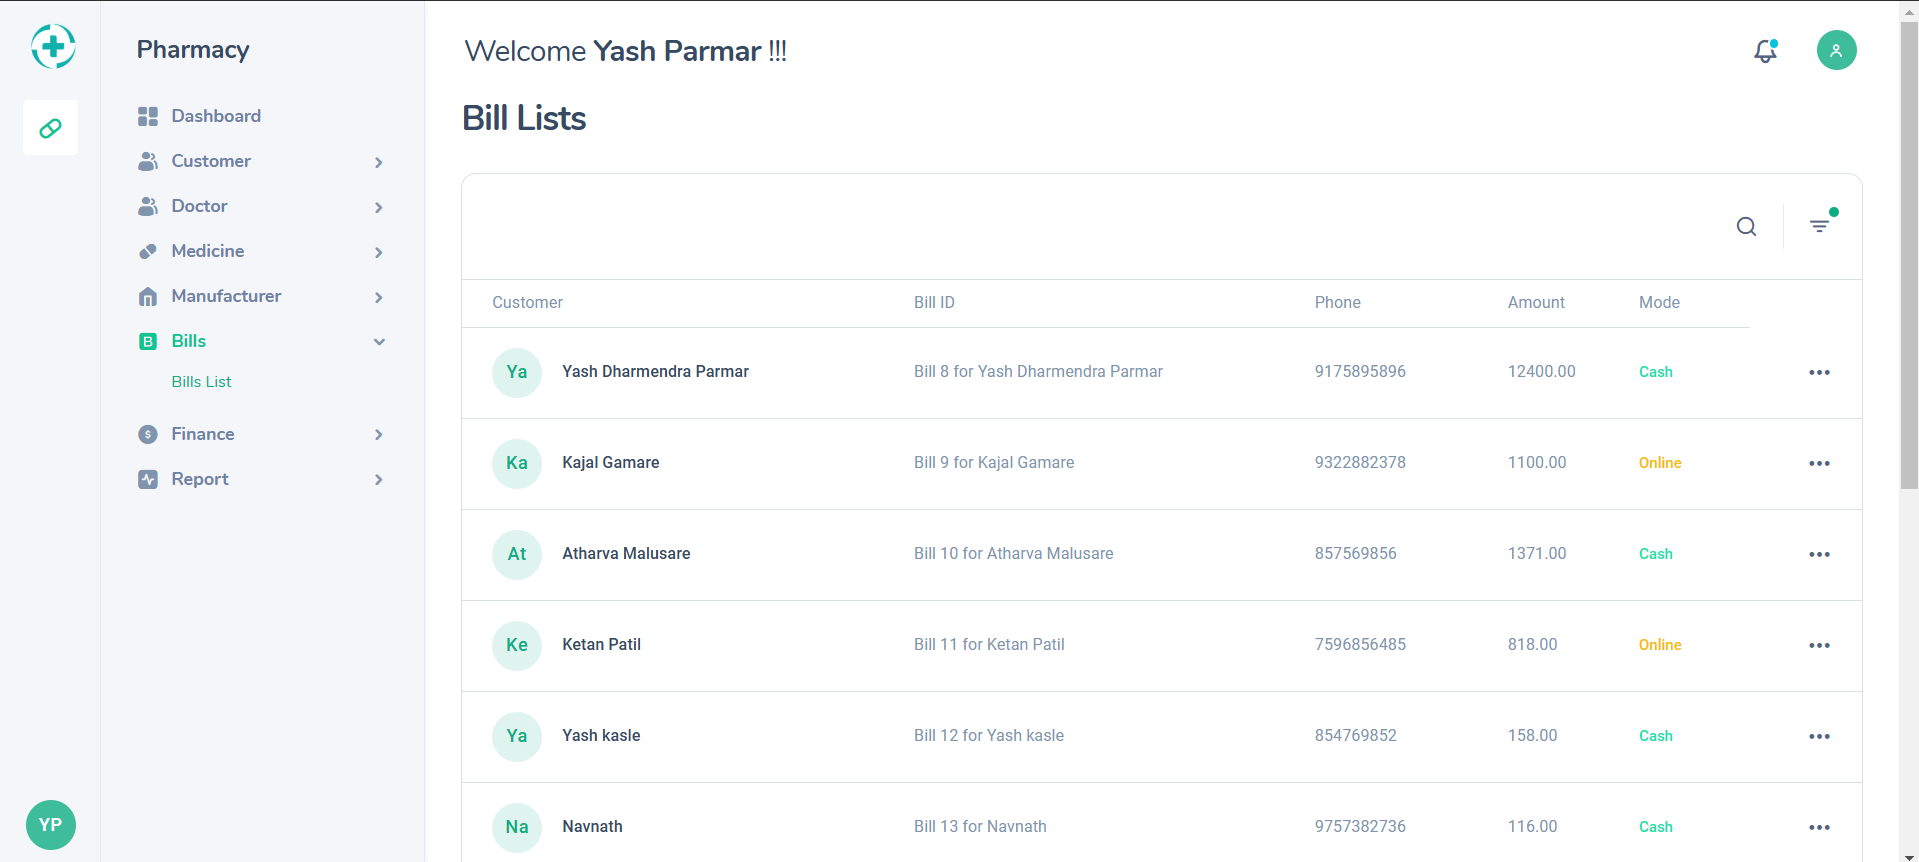 Pharmacy
Dashboard
Customer
Doctor
Medicine
Manufacturer
B Bills
Bills List
$ Finance
Report
YP
Welcome Yash Parmar !!!
Bill Lists
Customer Bill ID Phone Amount Mode
Ya Yash Dharmendra Parmar Bill 8 for Yash Dharmendra Parmar 9175895896 12400.00 Cash
Ka Kajal Gamare Bill 9 for Kajal Gamare 9322882378 1100.00 Online
At Atharva Malusare Bill 10 for Atharva Malusare 857569856 1371.00 Cash
Ke Ketan Patil Bill 11 for Ketan Patil 7596856485 818.00 Online
Ya Yash kasle Bill 12 for Yash kasle 854769852 158.00 Cash
Na Navnath Bill 13 for Navnath 9757382736 116.00 Cash